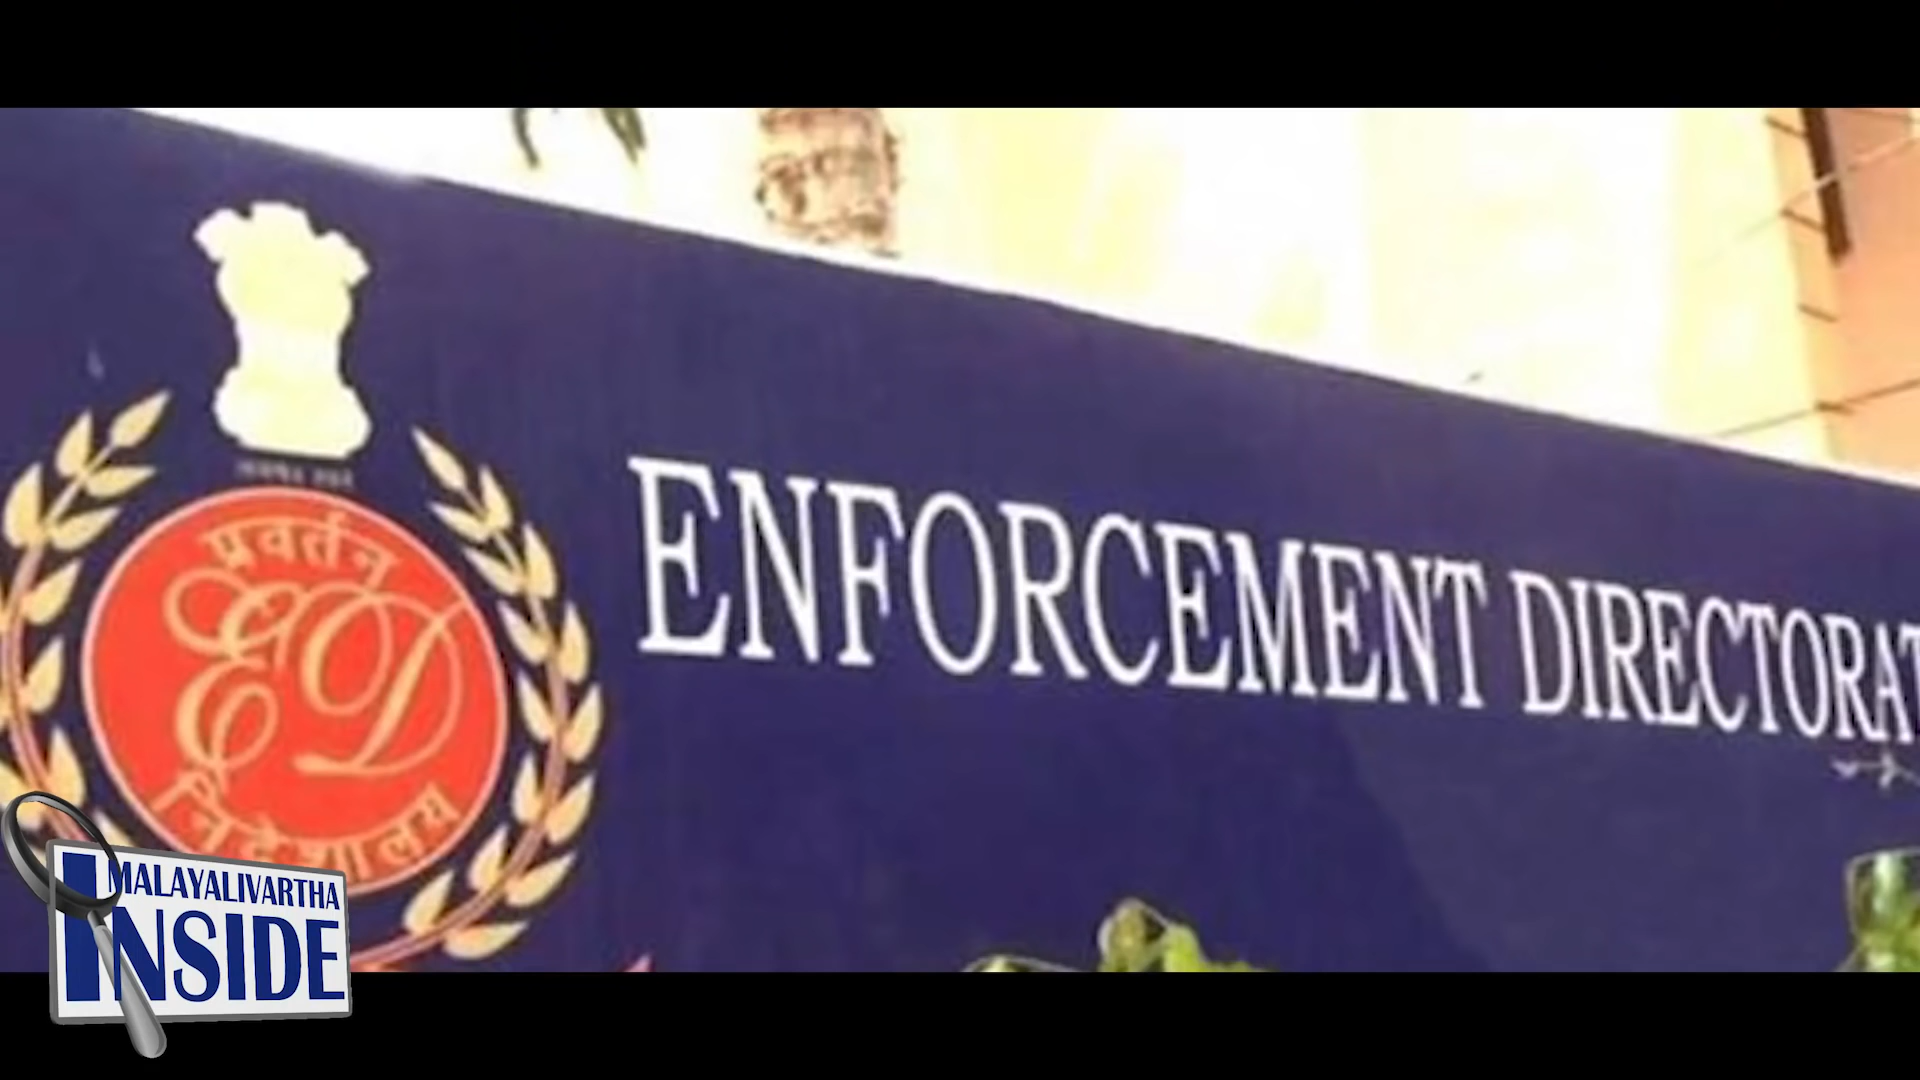 प्रवर्तन
ED
निदेशालय
ENFORCEMENT DIRECTORAT
MALAYALIVARTHA
INSIDE